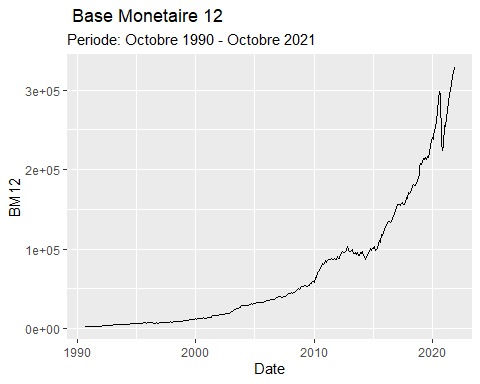 Base Monetaire 12
Periode: Octobre 1990 - Octobre 2021
3e+05
2e+05
1e+05
0e+00
BM12
1990 2000 2010 2020
Date